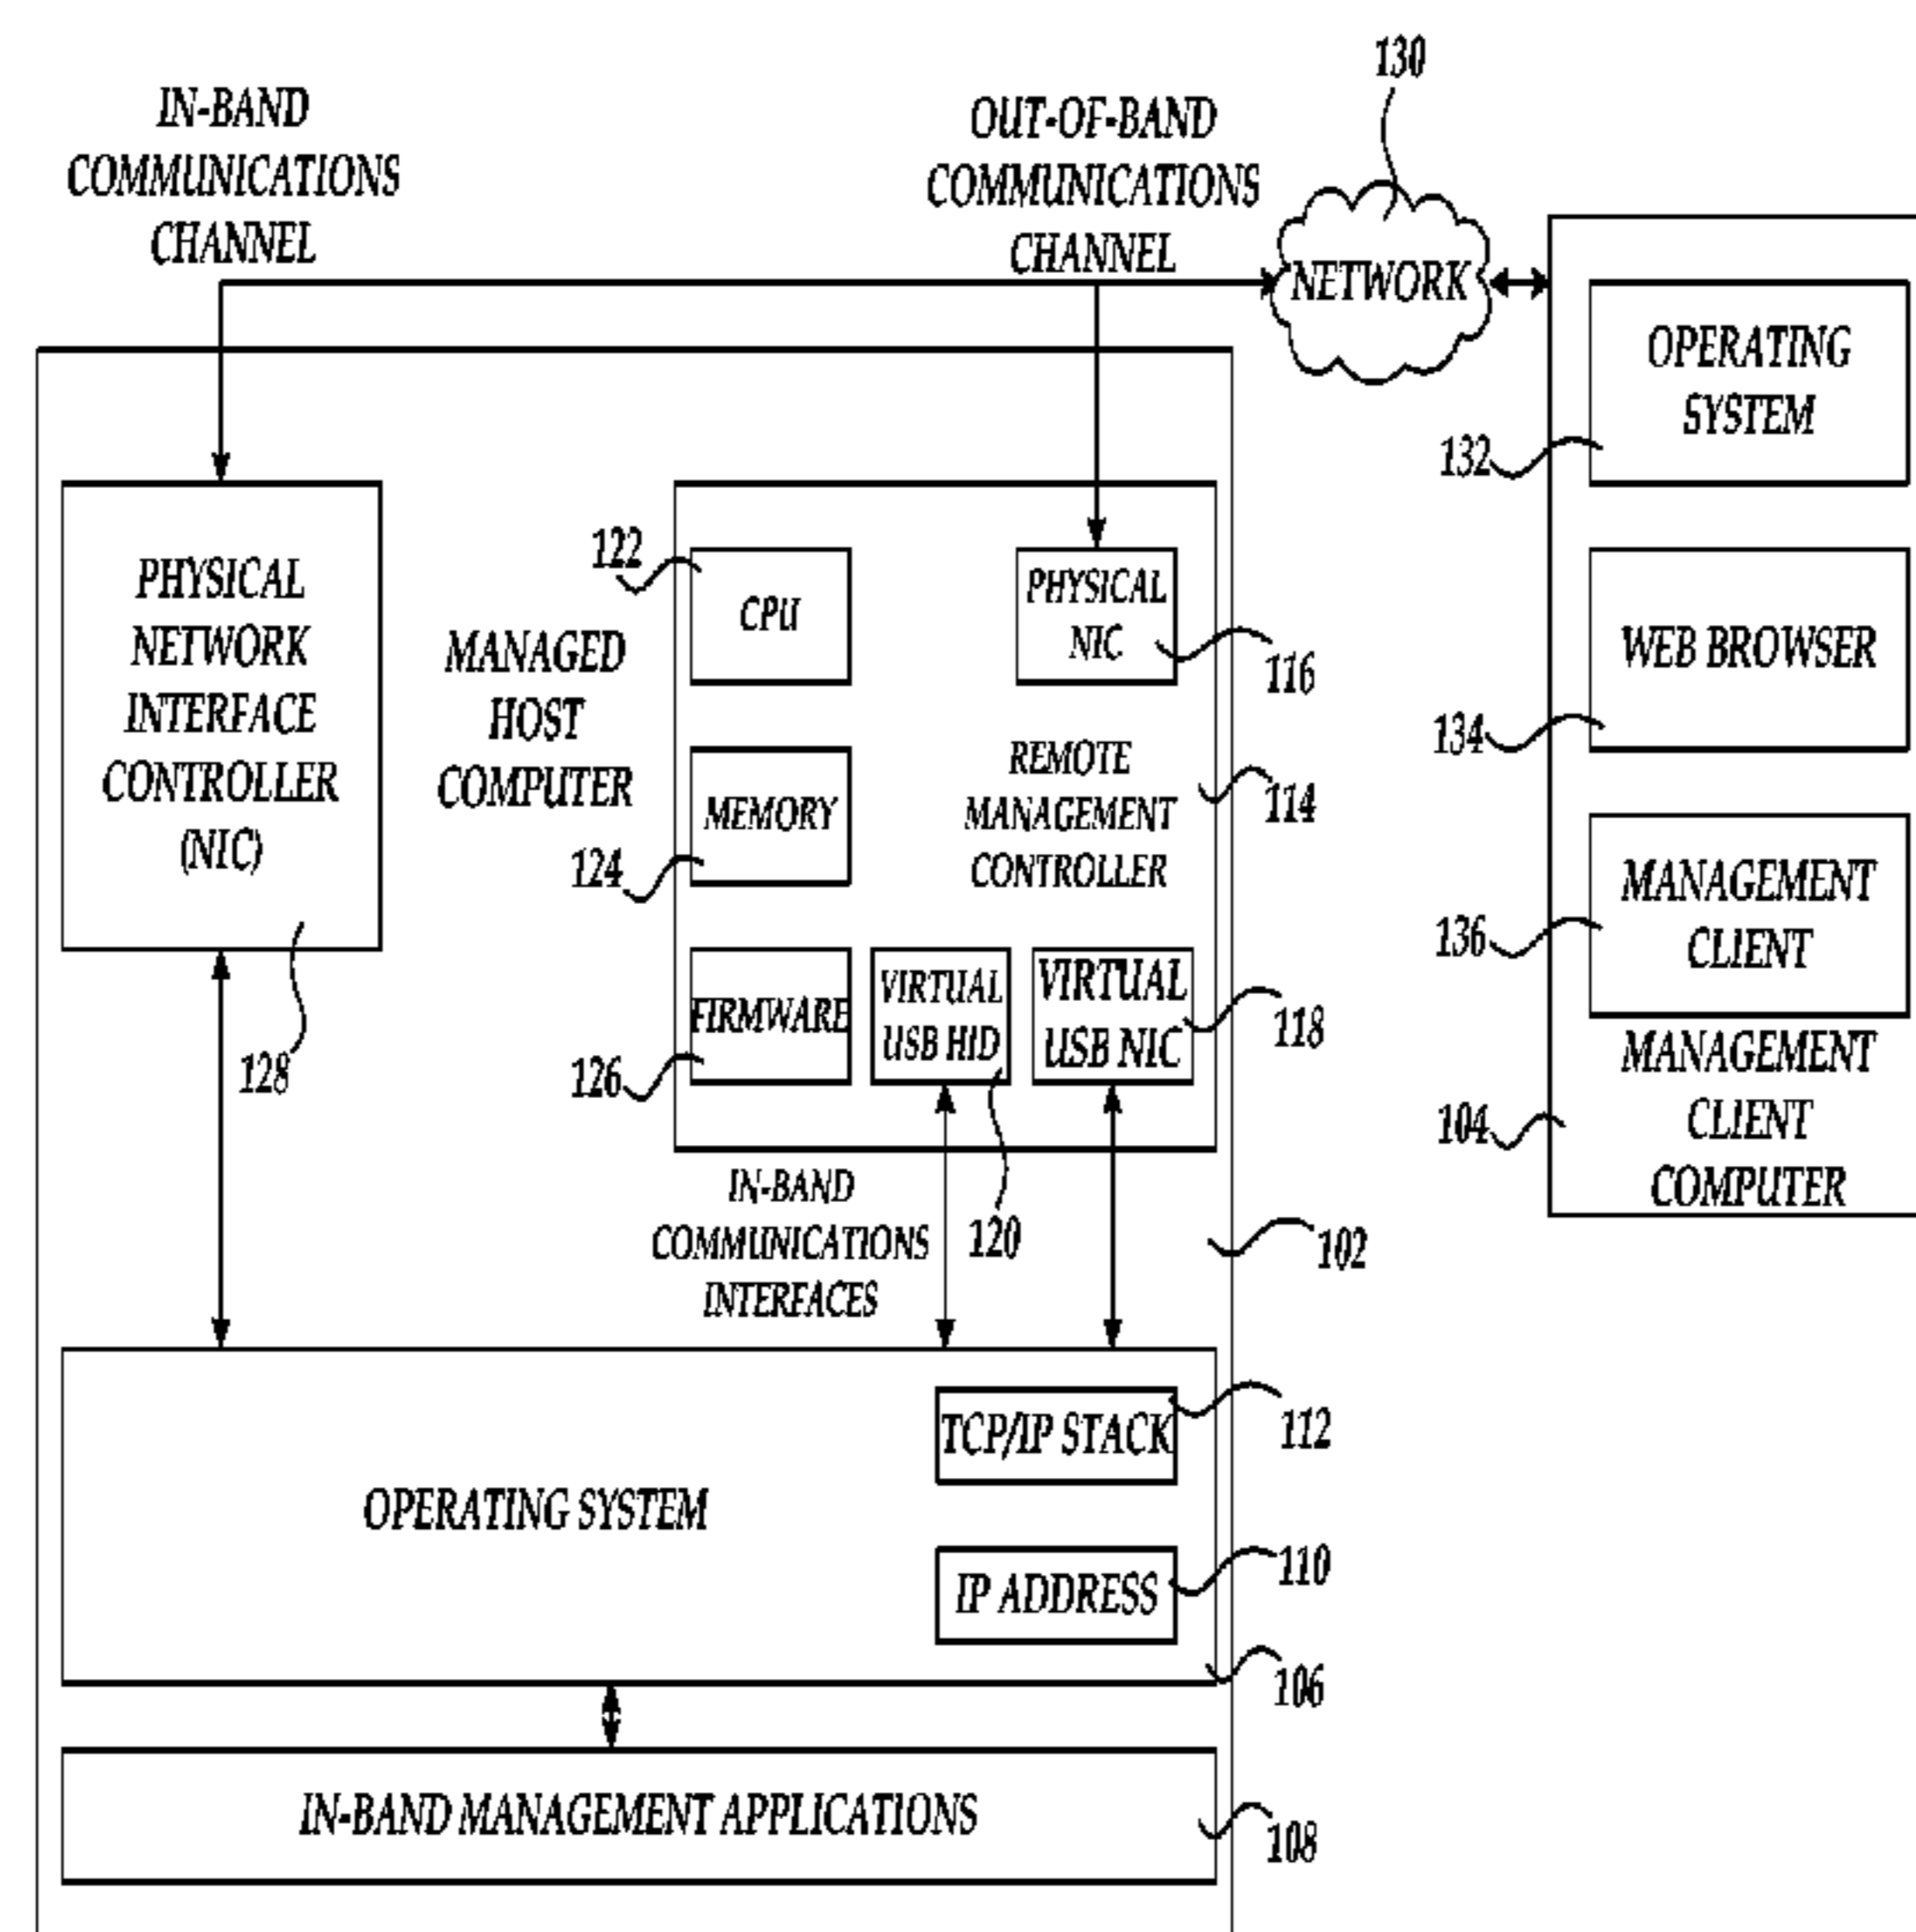 130
IN-BAND
COMMUNICATIONS
CHANNEL
OUT-OF-BAND
COMMUNICATIONS
CHANNEL
NETWORK
OPERATING
SYSTEM
132
WEB BROWSER
134
MANAGEMENT
CLIENT
136
MANAGEMENT
CLIENT
COMPUTER
104
PHYSICAL
NETWORK
INTERFACE
CONTROLLER
(NIC)
128
MANAGED
HOST
COMPUTER
122
CPU
PHYSICAL
NIC
116
124
MEMORY
REMOTE
MANAGEMENT
CONTROLLER
114
126
FIRMWARE
VIRTUAL
USB HID
VIRTUAL
USB NIC
118
IN-BAND
COMMUNICATIONS
INTERFACES
120
102
OPERATING SYSTEM
TCP/IP STACK
112
IP ADDRESS
110
106
IN-BAND MANAGEMENT APPLICATIONS
108